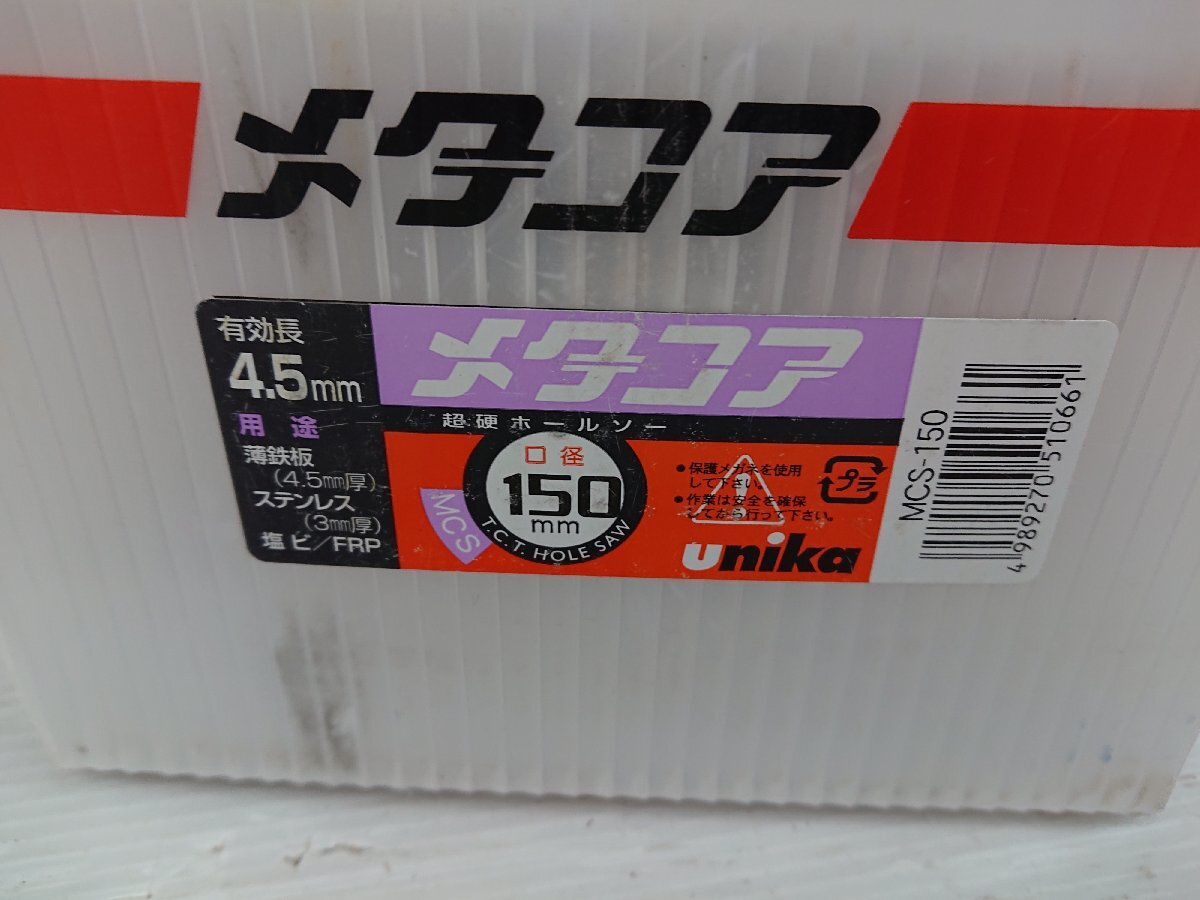 メタコア
有効長
4.5mm
用途
薄鉄板
(4.5mm厚)
ステンレス
(3mm厚)
塩ビ/FRP
メタコア
超硬ホールソー
口径
150
mm
MCS
T.C.T. HOLE SAW
●保護メガネを使用
して下さい。
●作業は安全を確保
してから行って下さい。
プラ
unika
MCS-150
4989270510661